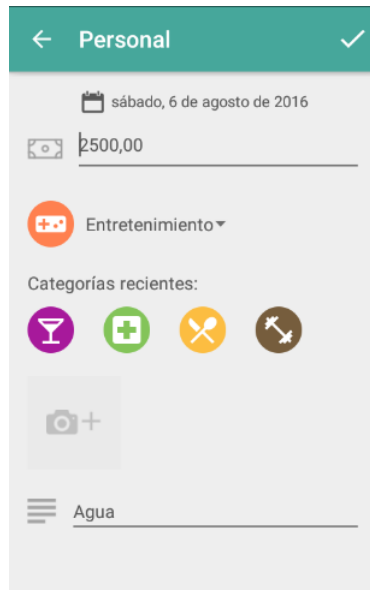 Personal
sábado, 6 de agosto de 2016
2500,00
Entretenimiento
Categorías recientes:
Agua